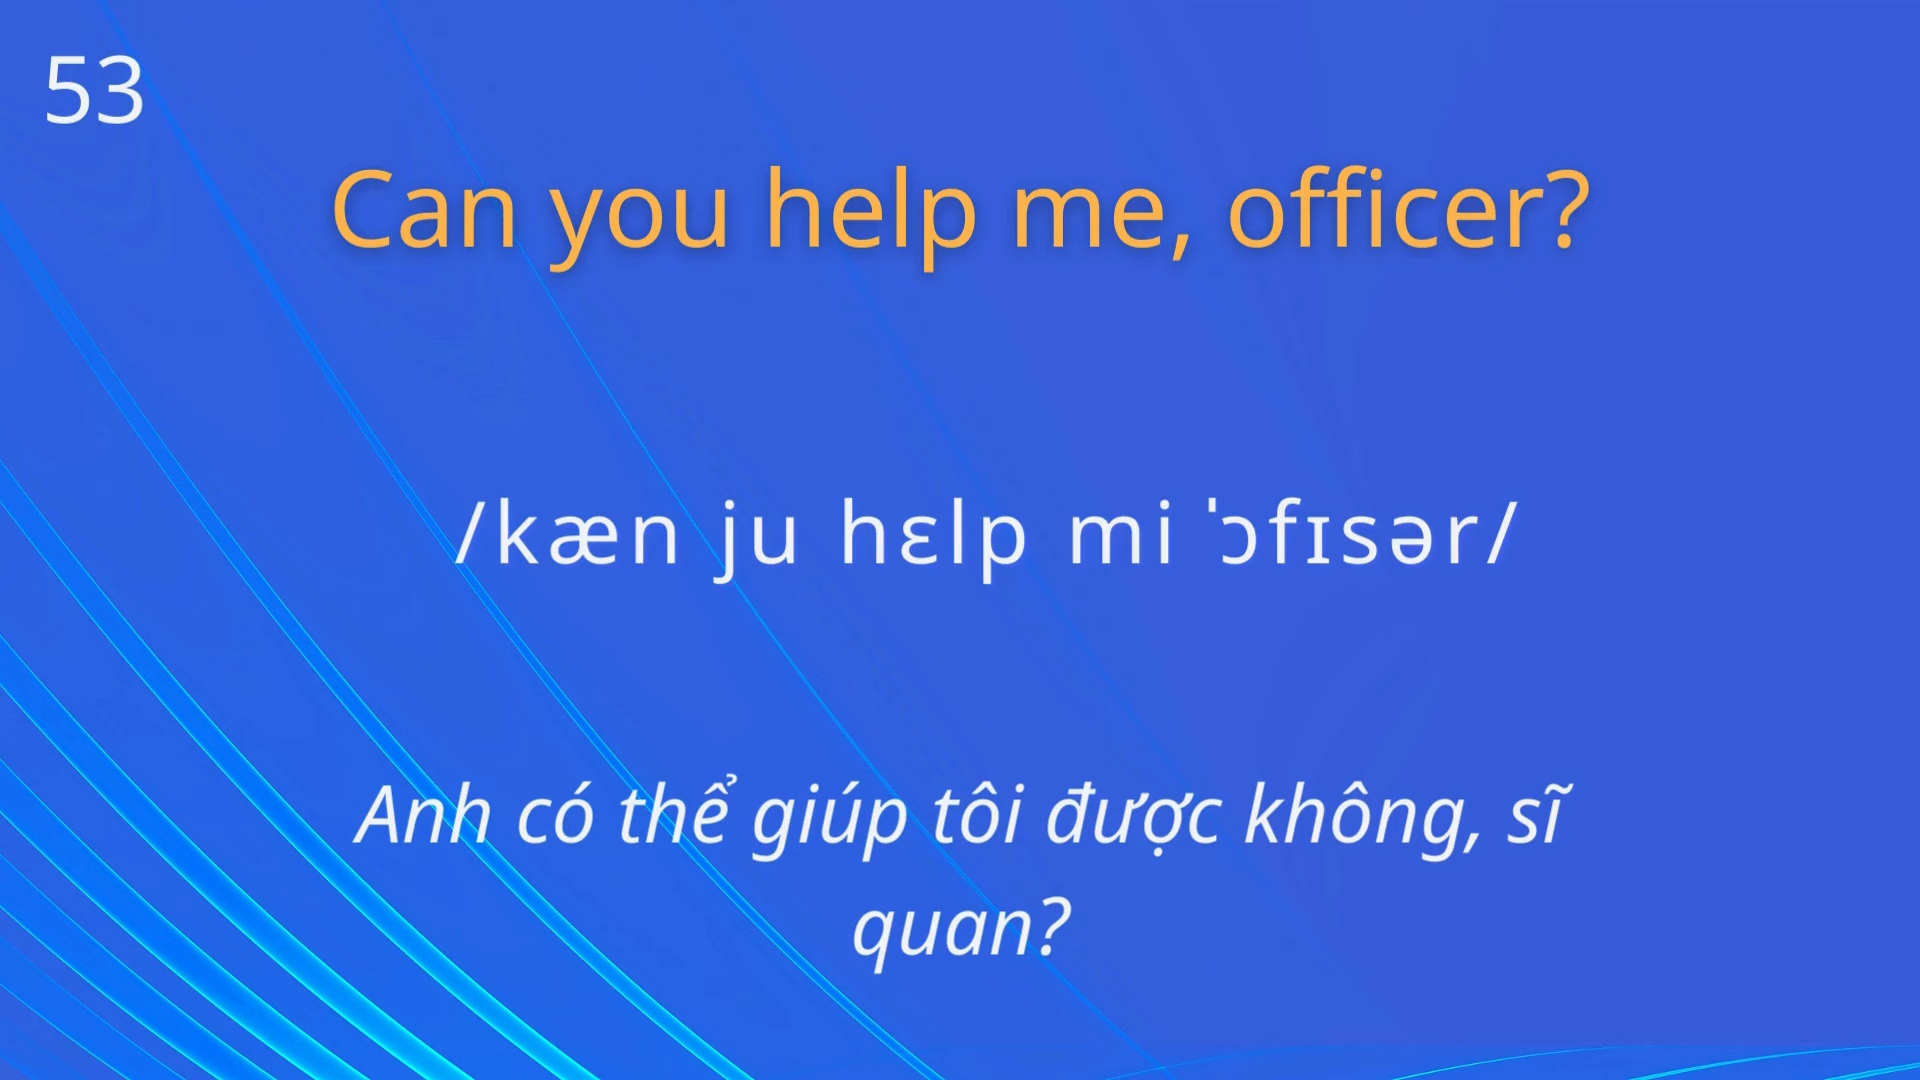 53
Can you help me, officer?
/kæn ju hɛlp mi ˈɔfɪsər/
Anh có thể giúp tôi được không, sĩ
quan?